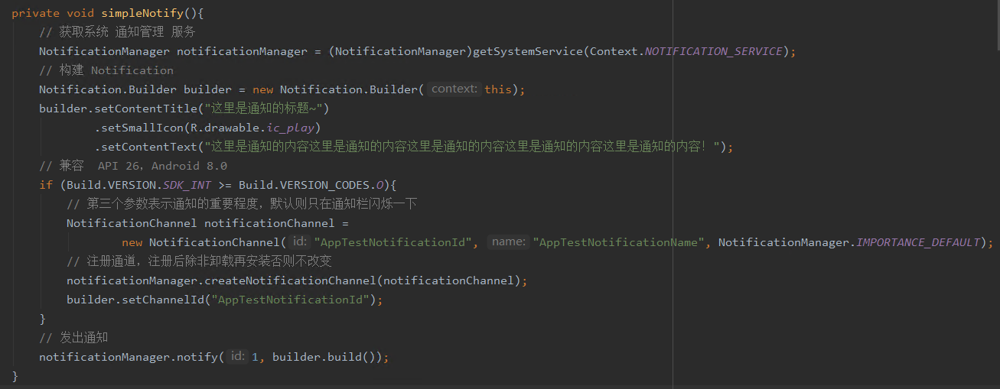 private void simpleNotify(){
// 获取系统 通知管理 服务
NotificationManager notificationManager = (NotificationManager)getSystemService(Context.NOTIFICATION_SERVICE);
// 构建 Notification
Notification.Builder builder = new Notification.Builder( context: this);
builder.setContentTitle("这里是通知的标题~")
.setSmallIcon(R.drawable.ic_play)
.setContentText("这里是通知的内容这里是通知的内容这里是通知的内容这里是通知的内容这里是通知的内容！");
// 兼容  API 26，Android 8.0
if (Build.VERSION.SDK_INT >= Build.VERSION_CODES.O){
// 第三个参数表示通知的重要程度，默认则只在通知栏闪烁一下
NotificationChannel notificationChannel =
new NotificationChannel( id: "AppTestNotificationId", name: "AppTestNotificationName", NotificationManager.IMPORTANCE_DEFAULT);
// 注册通道，注册后除非卸载再安装否则不改变
notificationManager.createNotificationChannel(notificationChannel);
builder.setChannelId("AppTestNotificationId");
}
// 发出通知
notificationManager.notify( id: 1, builder.build());
}